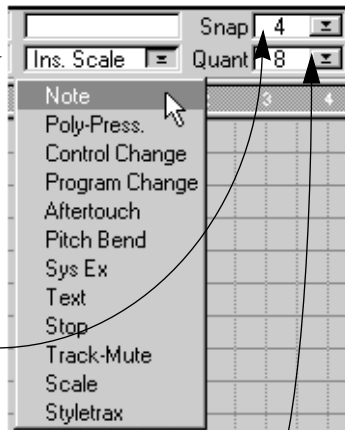 Snap 4
Ins. Scale Quant 8
3 4
Note
Poly-Press.
Control Change
Program Change
Aftertouch
Pitch Bend
Sys Ex
Text
Stop
Track-Mute
Scale
Styletrax